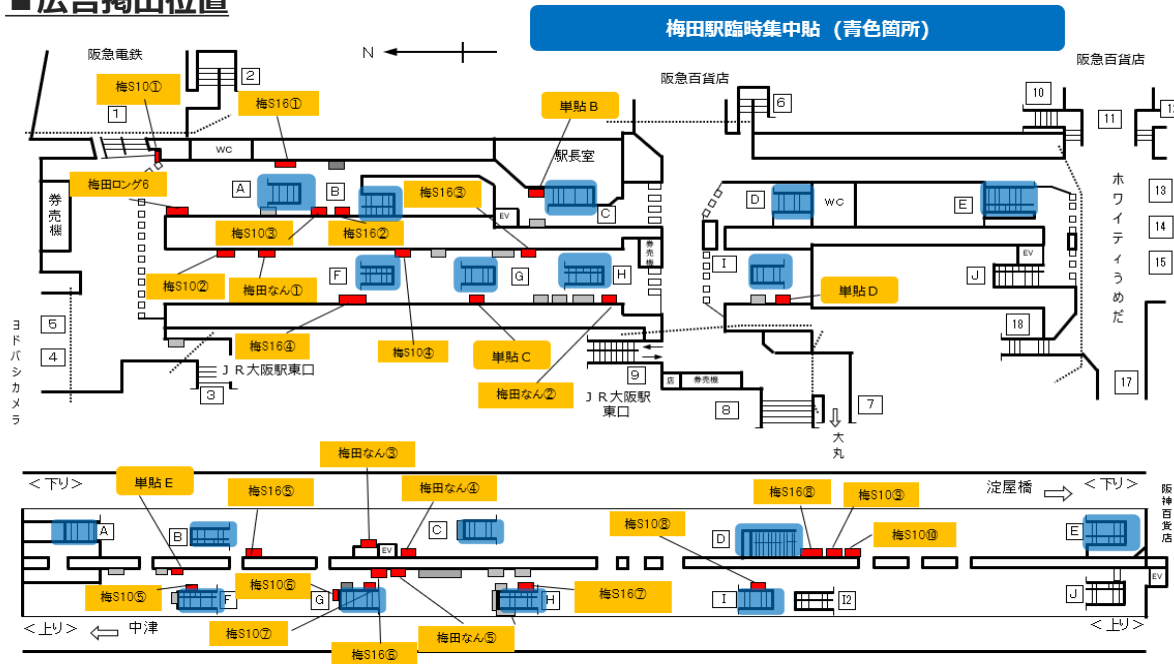 ■広告掲出位置
梅田駅臨時集中貼 (青色箇所)
N
阪急電鉄
2
1
梅S10①
梅S16①
単貼B
阪急百貨店
6
阪急百貨店
10
11
12
WC
駅長室
梅田ロング6
A
B
梅S16③
C
D
WC
E
ホワイティうめだ
13
14
15
券売機
EV
梅S10③
梅S16②
券売機
F
G
H
I
EV
J
梅S10②
梅田なん①
単貼D
5
4
ヨドバシカメラ
梅S16④
梅S10④
単貼C
18
3
JR大阪駅東口
梅田なん②
9
JR大阪駅
東口
店
券売機
8
7
17
大丸
梅田なん③
<下り>
単貼E
梅S16⑤
梅田なん④
梅S16⑧
梅S10⑨
淀屋橋
<下り>
阪神百貨店
A
B
C
梅S10⑧
D
梅S10⑩
E
EV
EV
梅S10⑤
F
梅S10⑥
G
H
梅S16⑦
I
I2
J
梅S10⑦
梅S16⑥
梅田なん⑤
<上り>
中津
<上り>